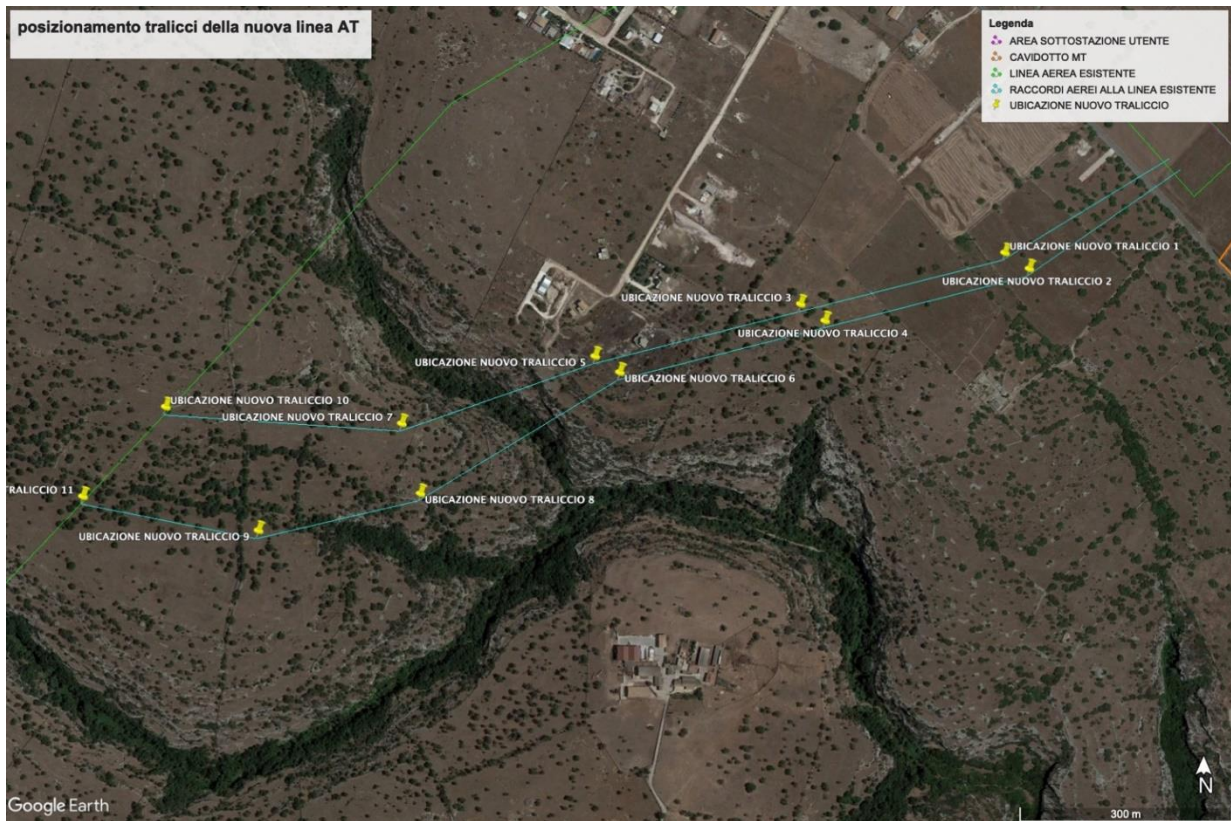 posizionamento tralicci della nuova linea AT
Legenda
AREA SOTTOSTAZIONE UTENTE
CAVIDOTTO MT
LINEA AEREA ESISTENTE
RACCORDI AEREI ALLA LINEA ESISTENTE
UBICAZIONE NUOVO TRALICCIO
UBICAZIONE NUOVO TRALICCIO 1
UBICAZIONE NUOVO TRALICCIO 2
UBICAZIONE NUOVO TRALICCIO 3
UBICAZIONE NUOVO TRALICCIO 4
UBICAZIONE NUOVO TRALICCIO 5
UBICAZIONE NUOVO TRALICCIO 6
UBICAZIONE NUOVO TRALICCIO 10
UBICAZIONE NUOVO TRALICCIO 7
TRALICCIO 11
UBICAZIONE NUOVO TRALICCIO 8
UBICAZIONE NUOVO TRALICCIO 9
N
Google Earth
300 m